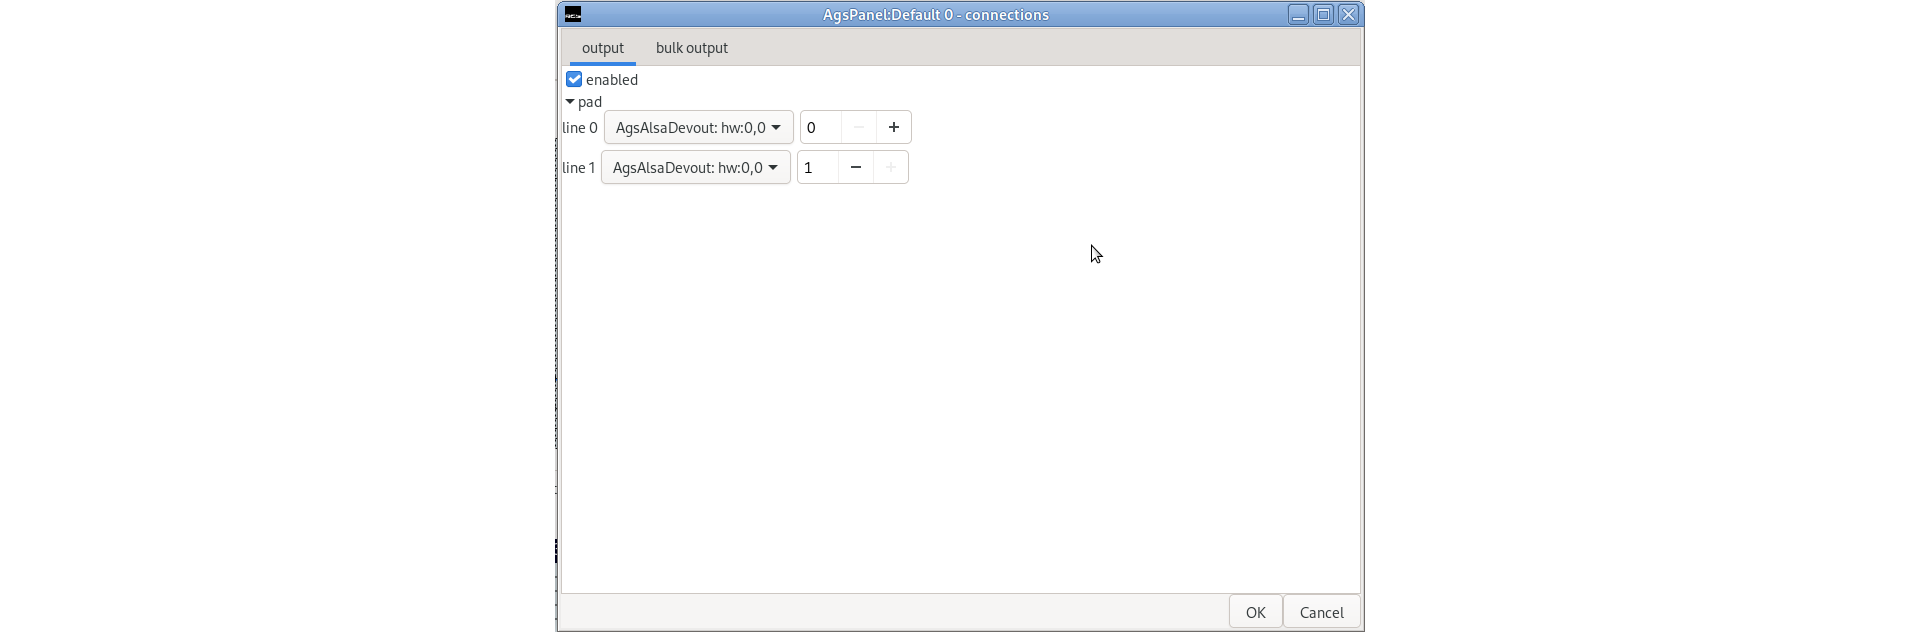 AgsPanel:Default 0 - connections
output bulk output
enabled
pad
line 0 AgsAlsaDevout: hw:0,0 0
line 1 AgsAlsaDevout: hw:0,0 1
OK Cancel